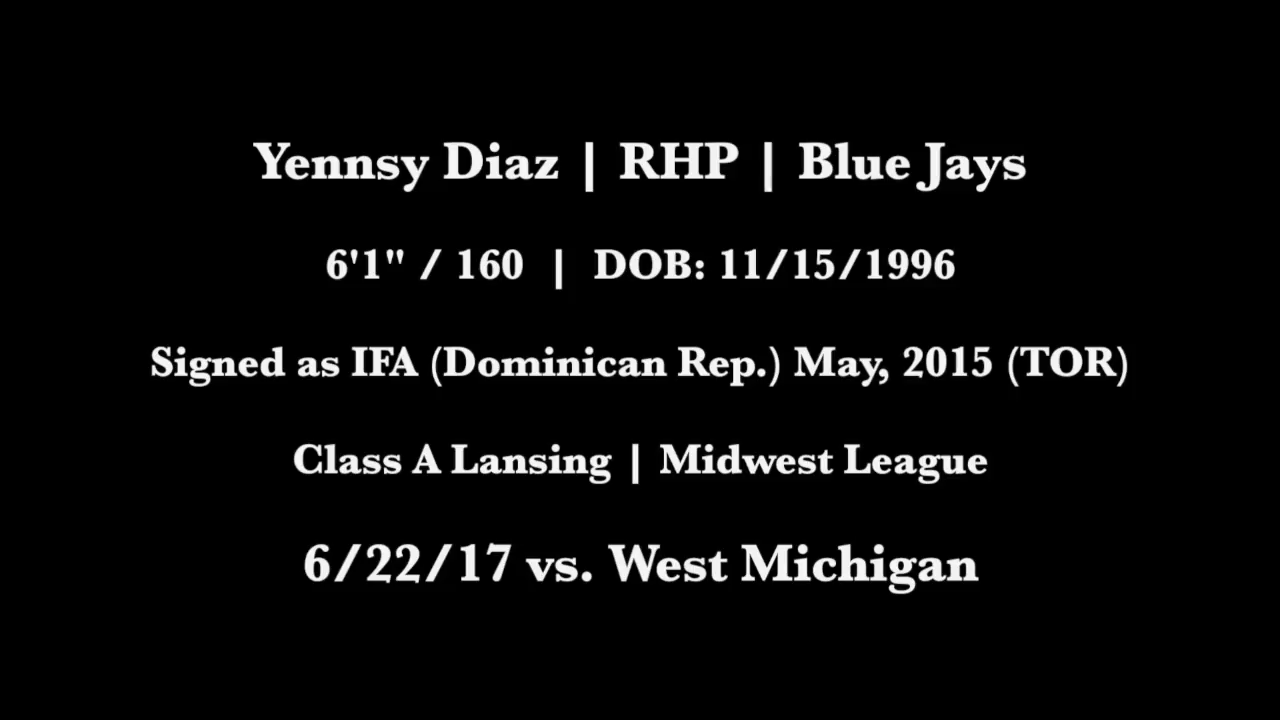 Yennsy Diaz | RHP | Blue Jays
6'1" / 160 | DOB: 11/15/1996
Signed as IFA (Dominican Rep.) May, 2015 (TOR)
Class A Lansing | Midwest League
6/22/17 vs. West Michigan